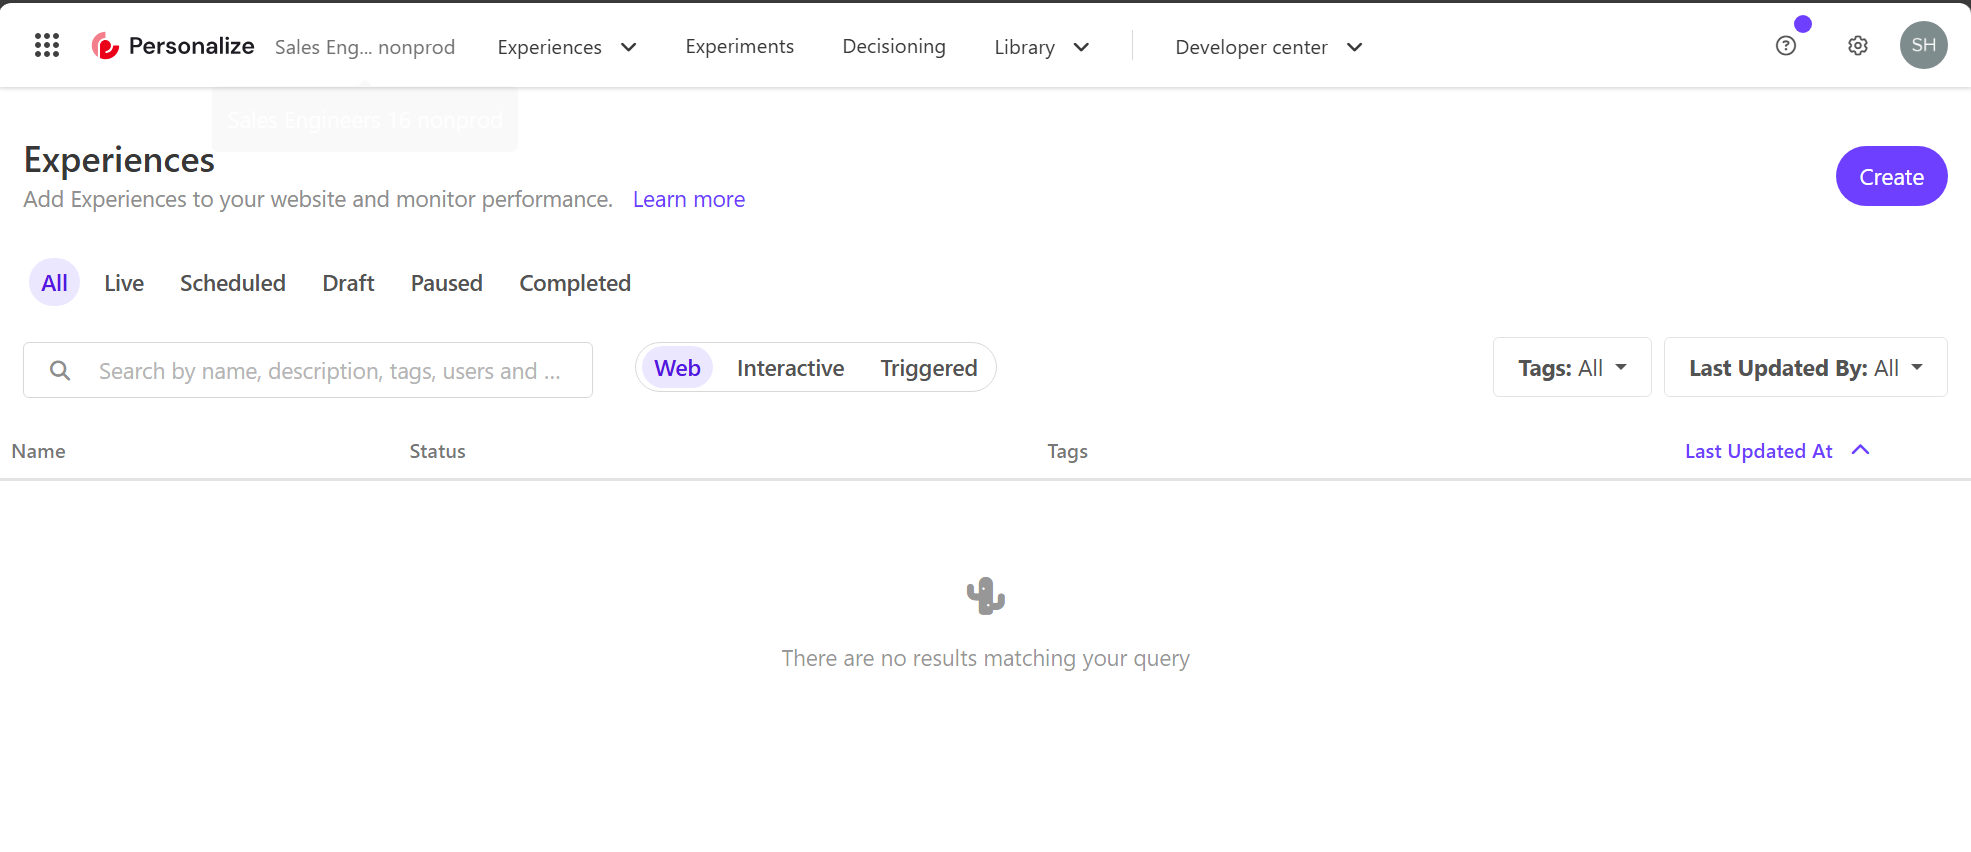 Personalize Sales Eng... nonprod Experiences Experiments Decisioning Library Developer center ? SH
Sales Engineers 16 nonprod
Experiences
Add Experiences to your website and monitor performance. Learn more
Create
All Live Scheduled Draft Paused Completed
Search by name, description, tags, users and ... Web Interactive Triggered Tags: All Last Updated By: All
Name Status Tags Last Updated At
There are no results matching your query